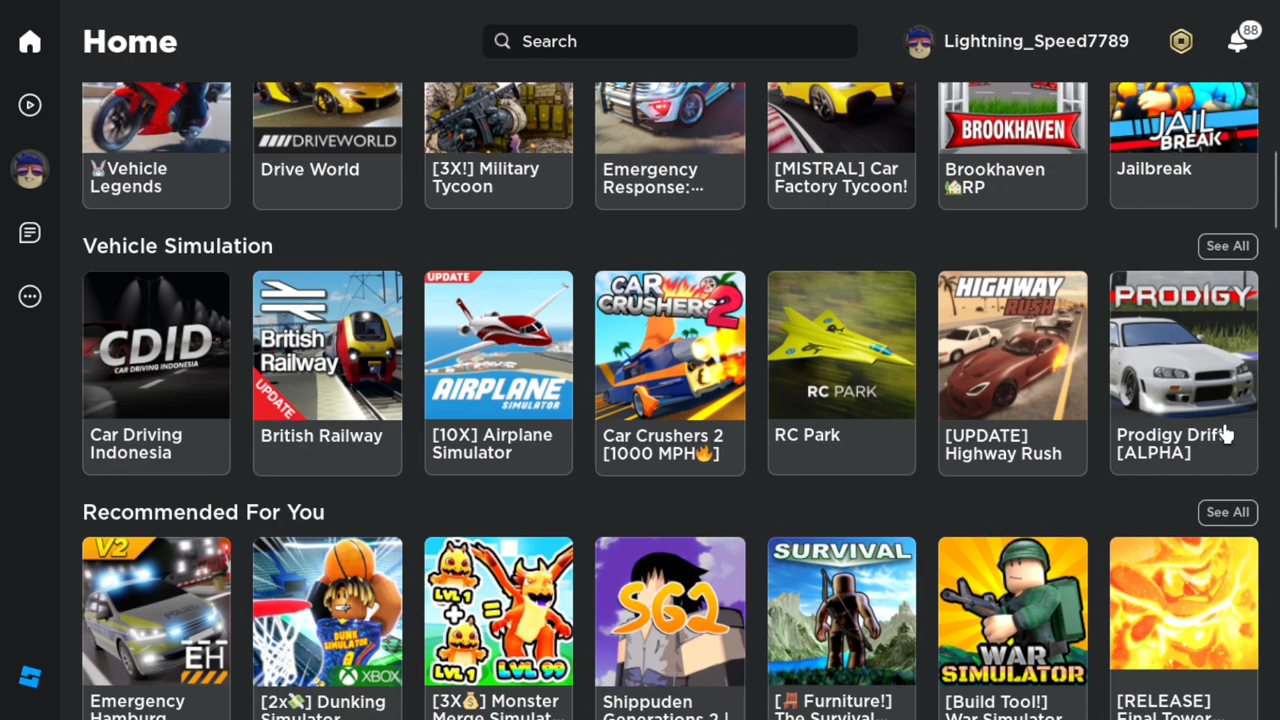 Home
Search
Lightning_Speed7789
88
DRIVEWORLD
BROOKHAVEN
JAIL
BREAK
🐰Vehicle
Legends
Drive World
[3X!] Military
Tycoon
Emergency
Response:...
[MISTRAL] Car
Factory Tycoon!
Brookhaven
🏡RP
Jailbreak
Vehicle Simulation
See All
CDID
CAR DRIVING INDONESIA
British
Railway
UPDATE
UPDATE
AIRPLANE
SIMULATOR
CAR
CRUSHERS 2
RC PARK
HIGHWAY
RUSH
PRODIGY
Car Driving
Indonesia
British Railway
[10X] Airplane
Simulator
Car Crushers 2
[1000 MPH🔥]
RC Park
[UPDATE]
Highway Rush
Prodigy Drift
[ALPHA]
Recommended For You
See All
V2
POLIZEI
EH
DUNK
SIMULATOR
XBOX
LVL 1
+
LVL 1
=
LVL 99
SG2
SURVIVAL
WAR
SIMULATOR
Emergency
Hamburg
[2x💸] Dunking
Simulator
[3X💰] Monster
Merge Simulat...
Shippuden
Generations 2 |
[🪑 Furniture!]
The Survival...
[Build Tool!]
War Simulator
[RELEASE]